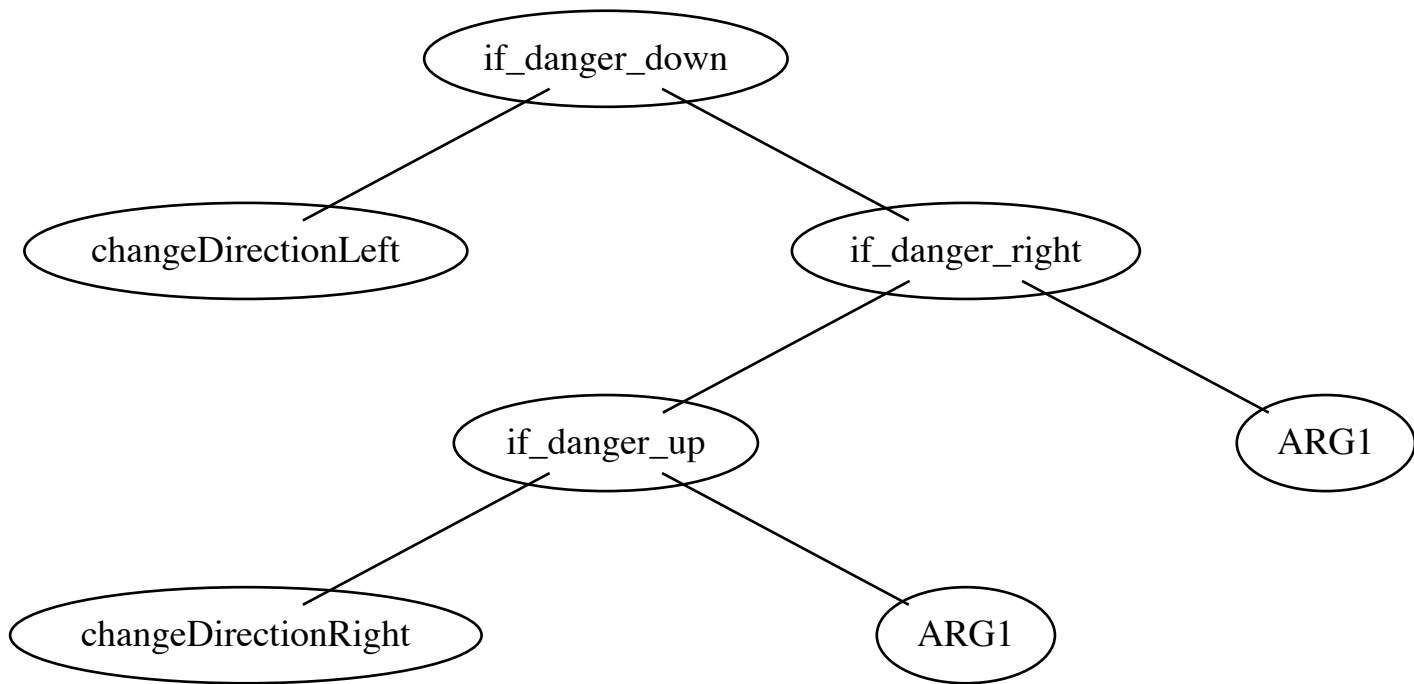 if_danger_down
changeDirectionLeft
if_danger_right
if_danger_up
ARG1
changeDirectionRight
ARG1